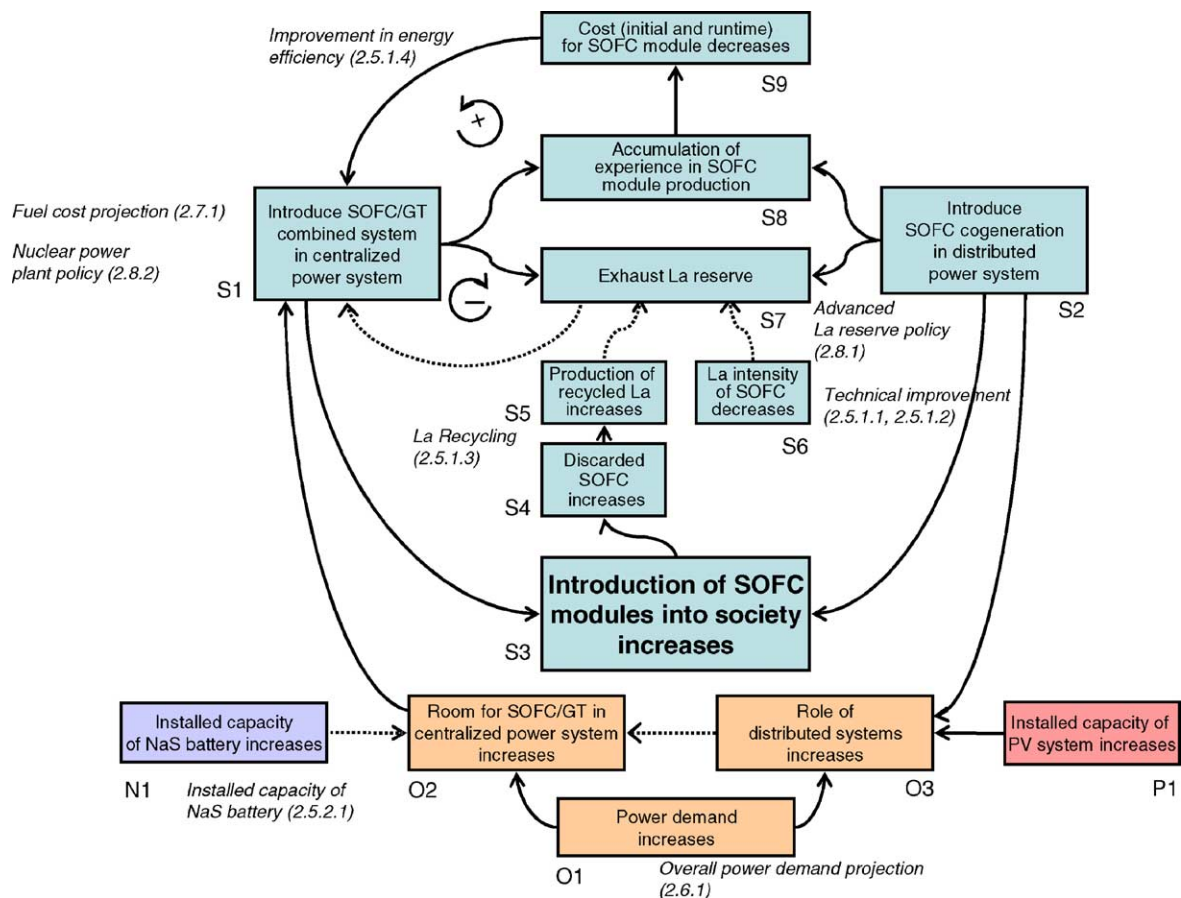 Improvement in energy
efficiency (2.5.1.4)
Cost (initial and runtime)
for SOFC module decreases
S9
+
Accumulation of
experience in SOFC
module production
S8
Fuel cost projection (2.7.1)
Nuclear power
plant policy (2.8.2)
Introduce SOFC/GT
combined system
in centralized
power system
S1
Introduce
SOFC cogeneration
in distributed
power system
S2
Exhaust La reserve
S7
−
Advanced
La reserve policy
(2.8.1)
Production of
recycled La
increases
S5
La intensity
of SOFC
decreases
S6
Technical improvement
(2.5.1.1, 2.5.1.2)
La Recycling
(2.5.1.3)
Discarded
SOFC
increases
S4
Introduction of SOFC
modules into society
increases
S3
Installed capacity
of NaS battery increases
N1
Installed capacity of
NaS battery (2.5.2.1)
Room for SOFC/GT in
centralized power system
increases
O2
Role of
distributed systems
increases
O3
Installed capacity of
PV system increases
P1
Power demand
increases
O1
Overall power demand projection
(2.6.1)